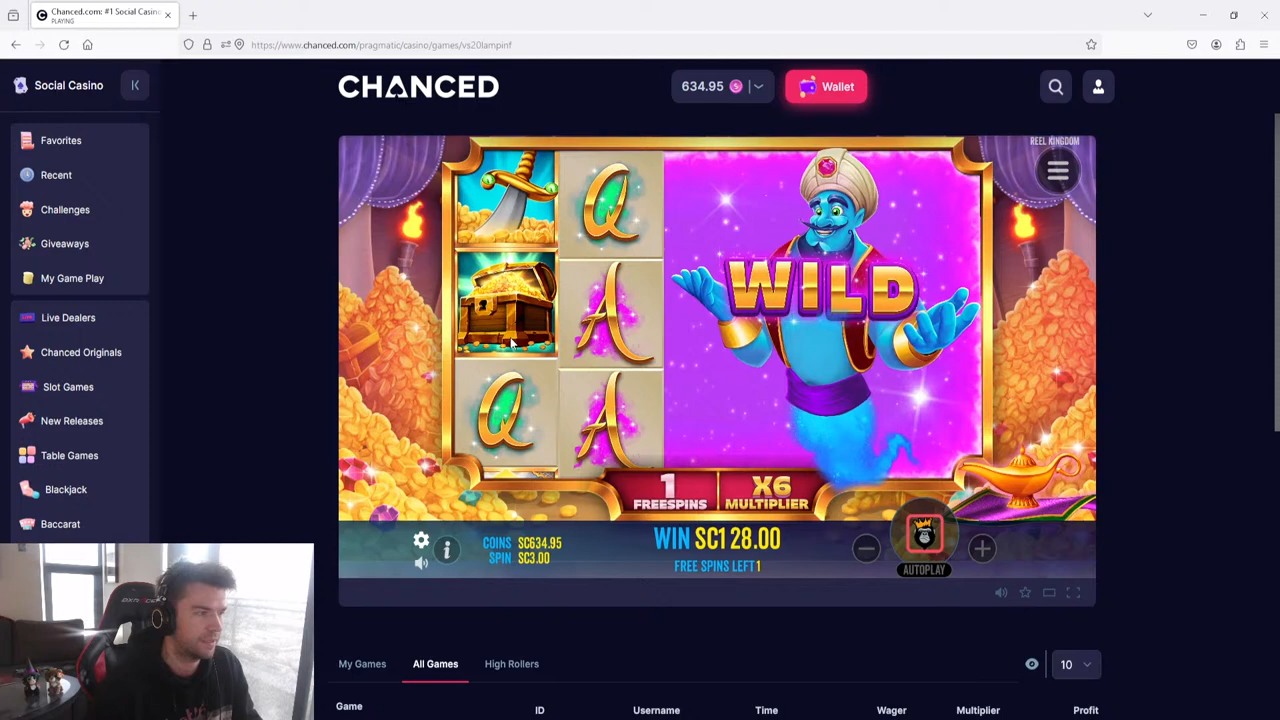 Chanced.com: #1 Social Casino
PLAYING
https://www.chanced.com/pragmatic/casino/games/vs20lampinf
Social Casino
CHANCED
634.95
Wallet
Favorites
Recent
Challenges
Giveaways
My Game Play
Live Dealers
Chanced Originals
Slot Games
New Releases
Table Games
Blackjack
Baccarat
REEL KINGDOM
Q
A
Q
A
WILD
1
FREESPINS
X6
MULTIPLIER
COINS SC634.95
SPIN SC3.00
WIN SC128.00
FREE SPINS LEFT 1
AUTOPLAY
My Games
All Games
High Rollers
10
Game
ID
Username
Time
Wager
Multiplier
Profit